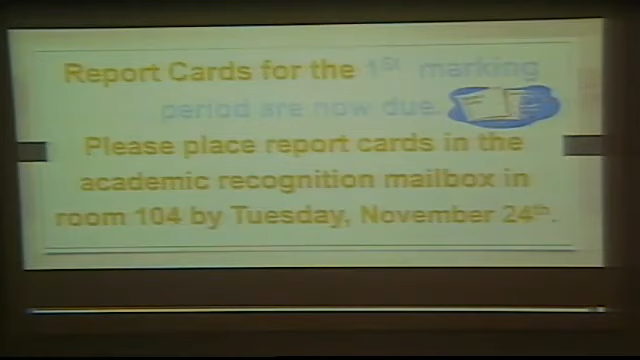 Report Cards for the 1st marking
period are now due.
Please place report cards in the
academic recognition mailbox in
room 104 by Tuesday, November 24th.